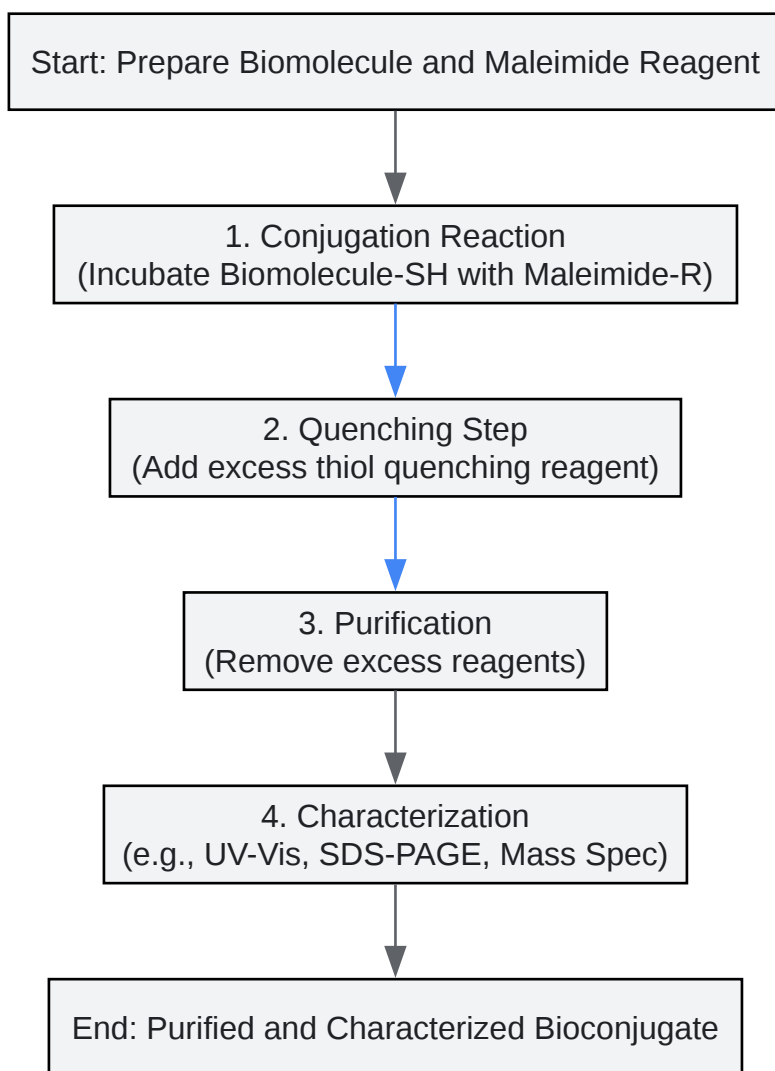 Start: Prepare Biomolecule and Maleimide Reagent
1. Conjugation Reaction
(Incubate Biomolecule-SH with Maleimide-R)
2. Quenching Step
(Add excess thiol quenching reagent)
3. Purification
(Remove excess reagents)
4. Characterization
(e.g., UV-Vis, SDS-PAGE, Mass Spec)
End: Purified and Characterized Bioconjugate